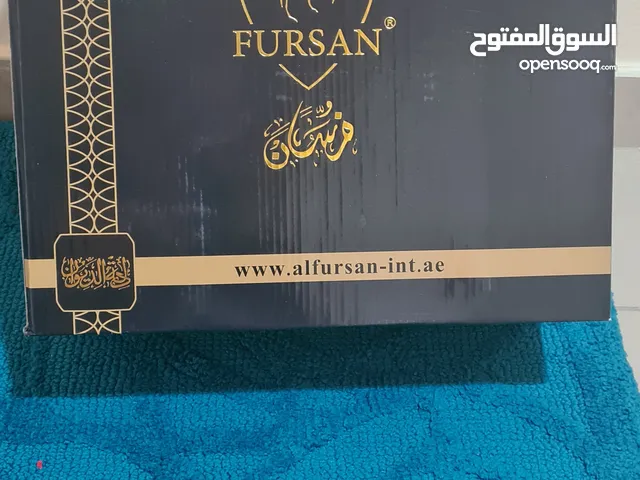 FURSAN®
فرسان
www.alfursan-int.ae
السوق المفتوح
opensooq.com